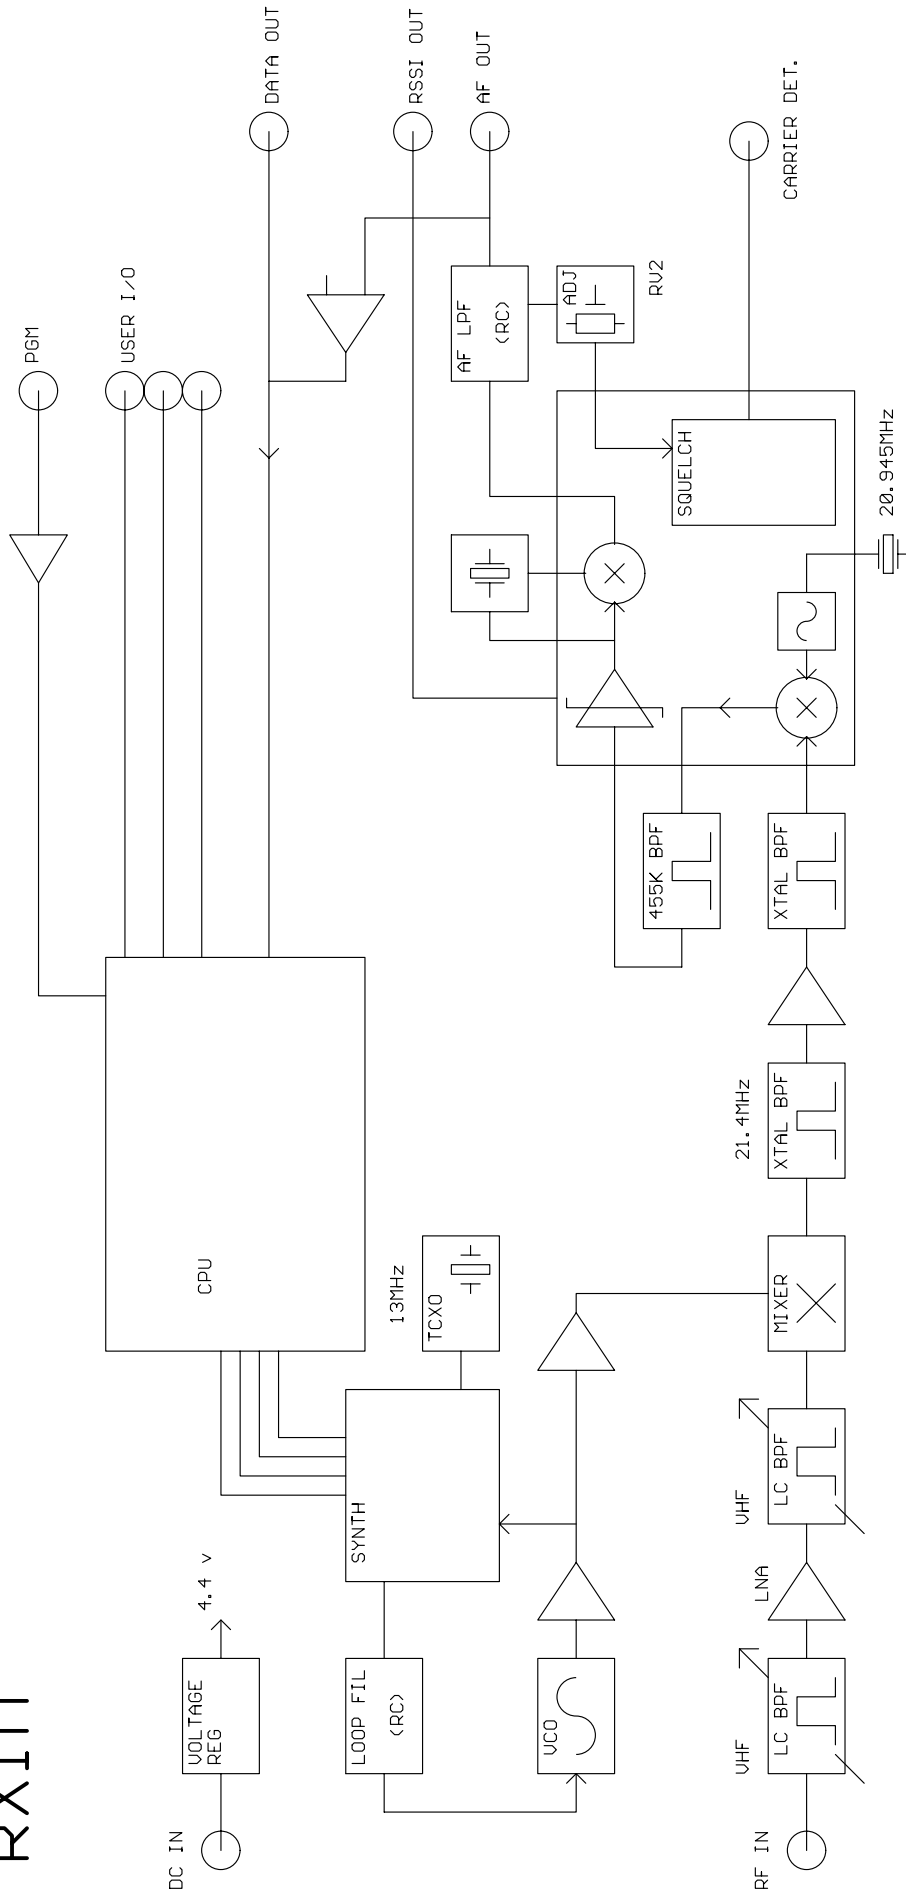 PGM
USER I/O
DC IN
VOLTAGE
REG
4.4 v
CPU
DATA OUT
LOOP FIL
(RC)
SYNTH
13MHz
TCXO
RSSI OUT
AF OUT
AF LPF
(RC)
VCO
ADJ
RV2
455K BPF
SQUELCH
CARRIER DET.
RF IN
VHF
LC BPF
LNA
VHF
LC BPF
MIXER
21.4MHz
XTAL BPF
XTAL BPF
20.945MHz